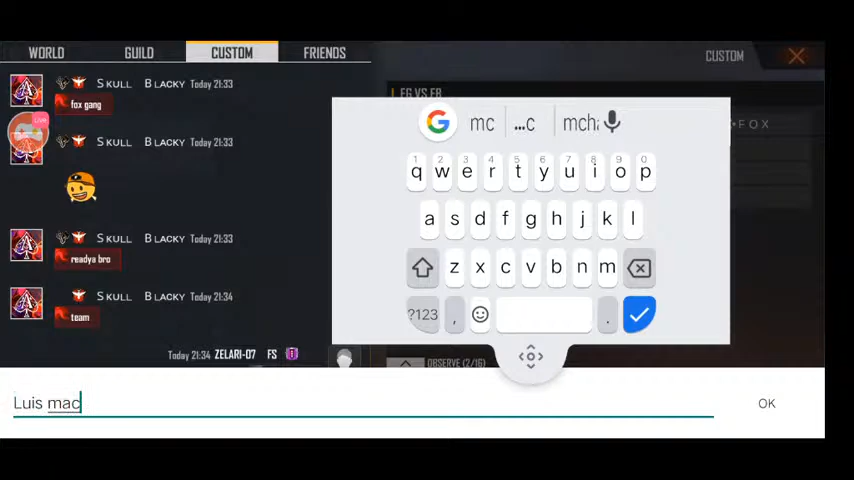 WORLD GUILD CUSTOM FRIENDS
CUSTOM
SKULL BLACKY Today 21:33
fox gang
LIVE
SKULL BLACKY Today 21:33
SKULL BLACKY Today 21:33
readya bro
SKULL BLACKY Today 21:34
team
Today 21:34 ZELARI-07 FS
FG VS FB
FOX
G mc ...c
1 2 3 4 5 6 7 8 9 0
q w e r t y u i o p
a s d f g h j k l
z x c v b n m
?123 , .
OBSERVE (2/16)
Luis mac
OK